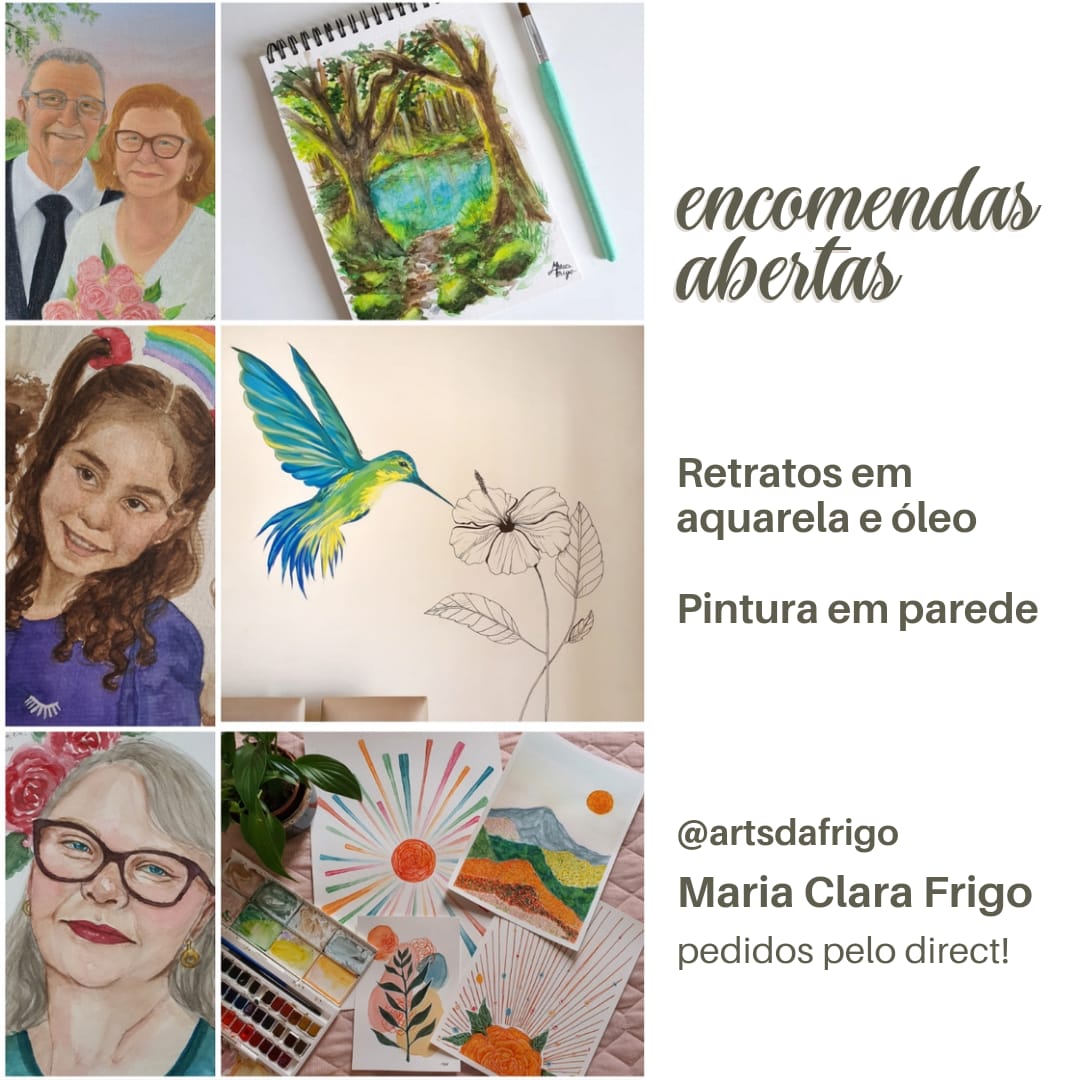 encomendas
abertas
Retratos em
aquarela e óleo
Pintura em parede
@artsdafrigo
Maria Clara Frigo
pedidos pelo direct!